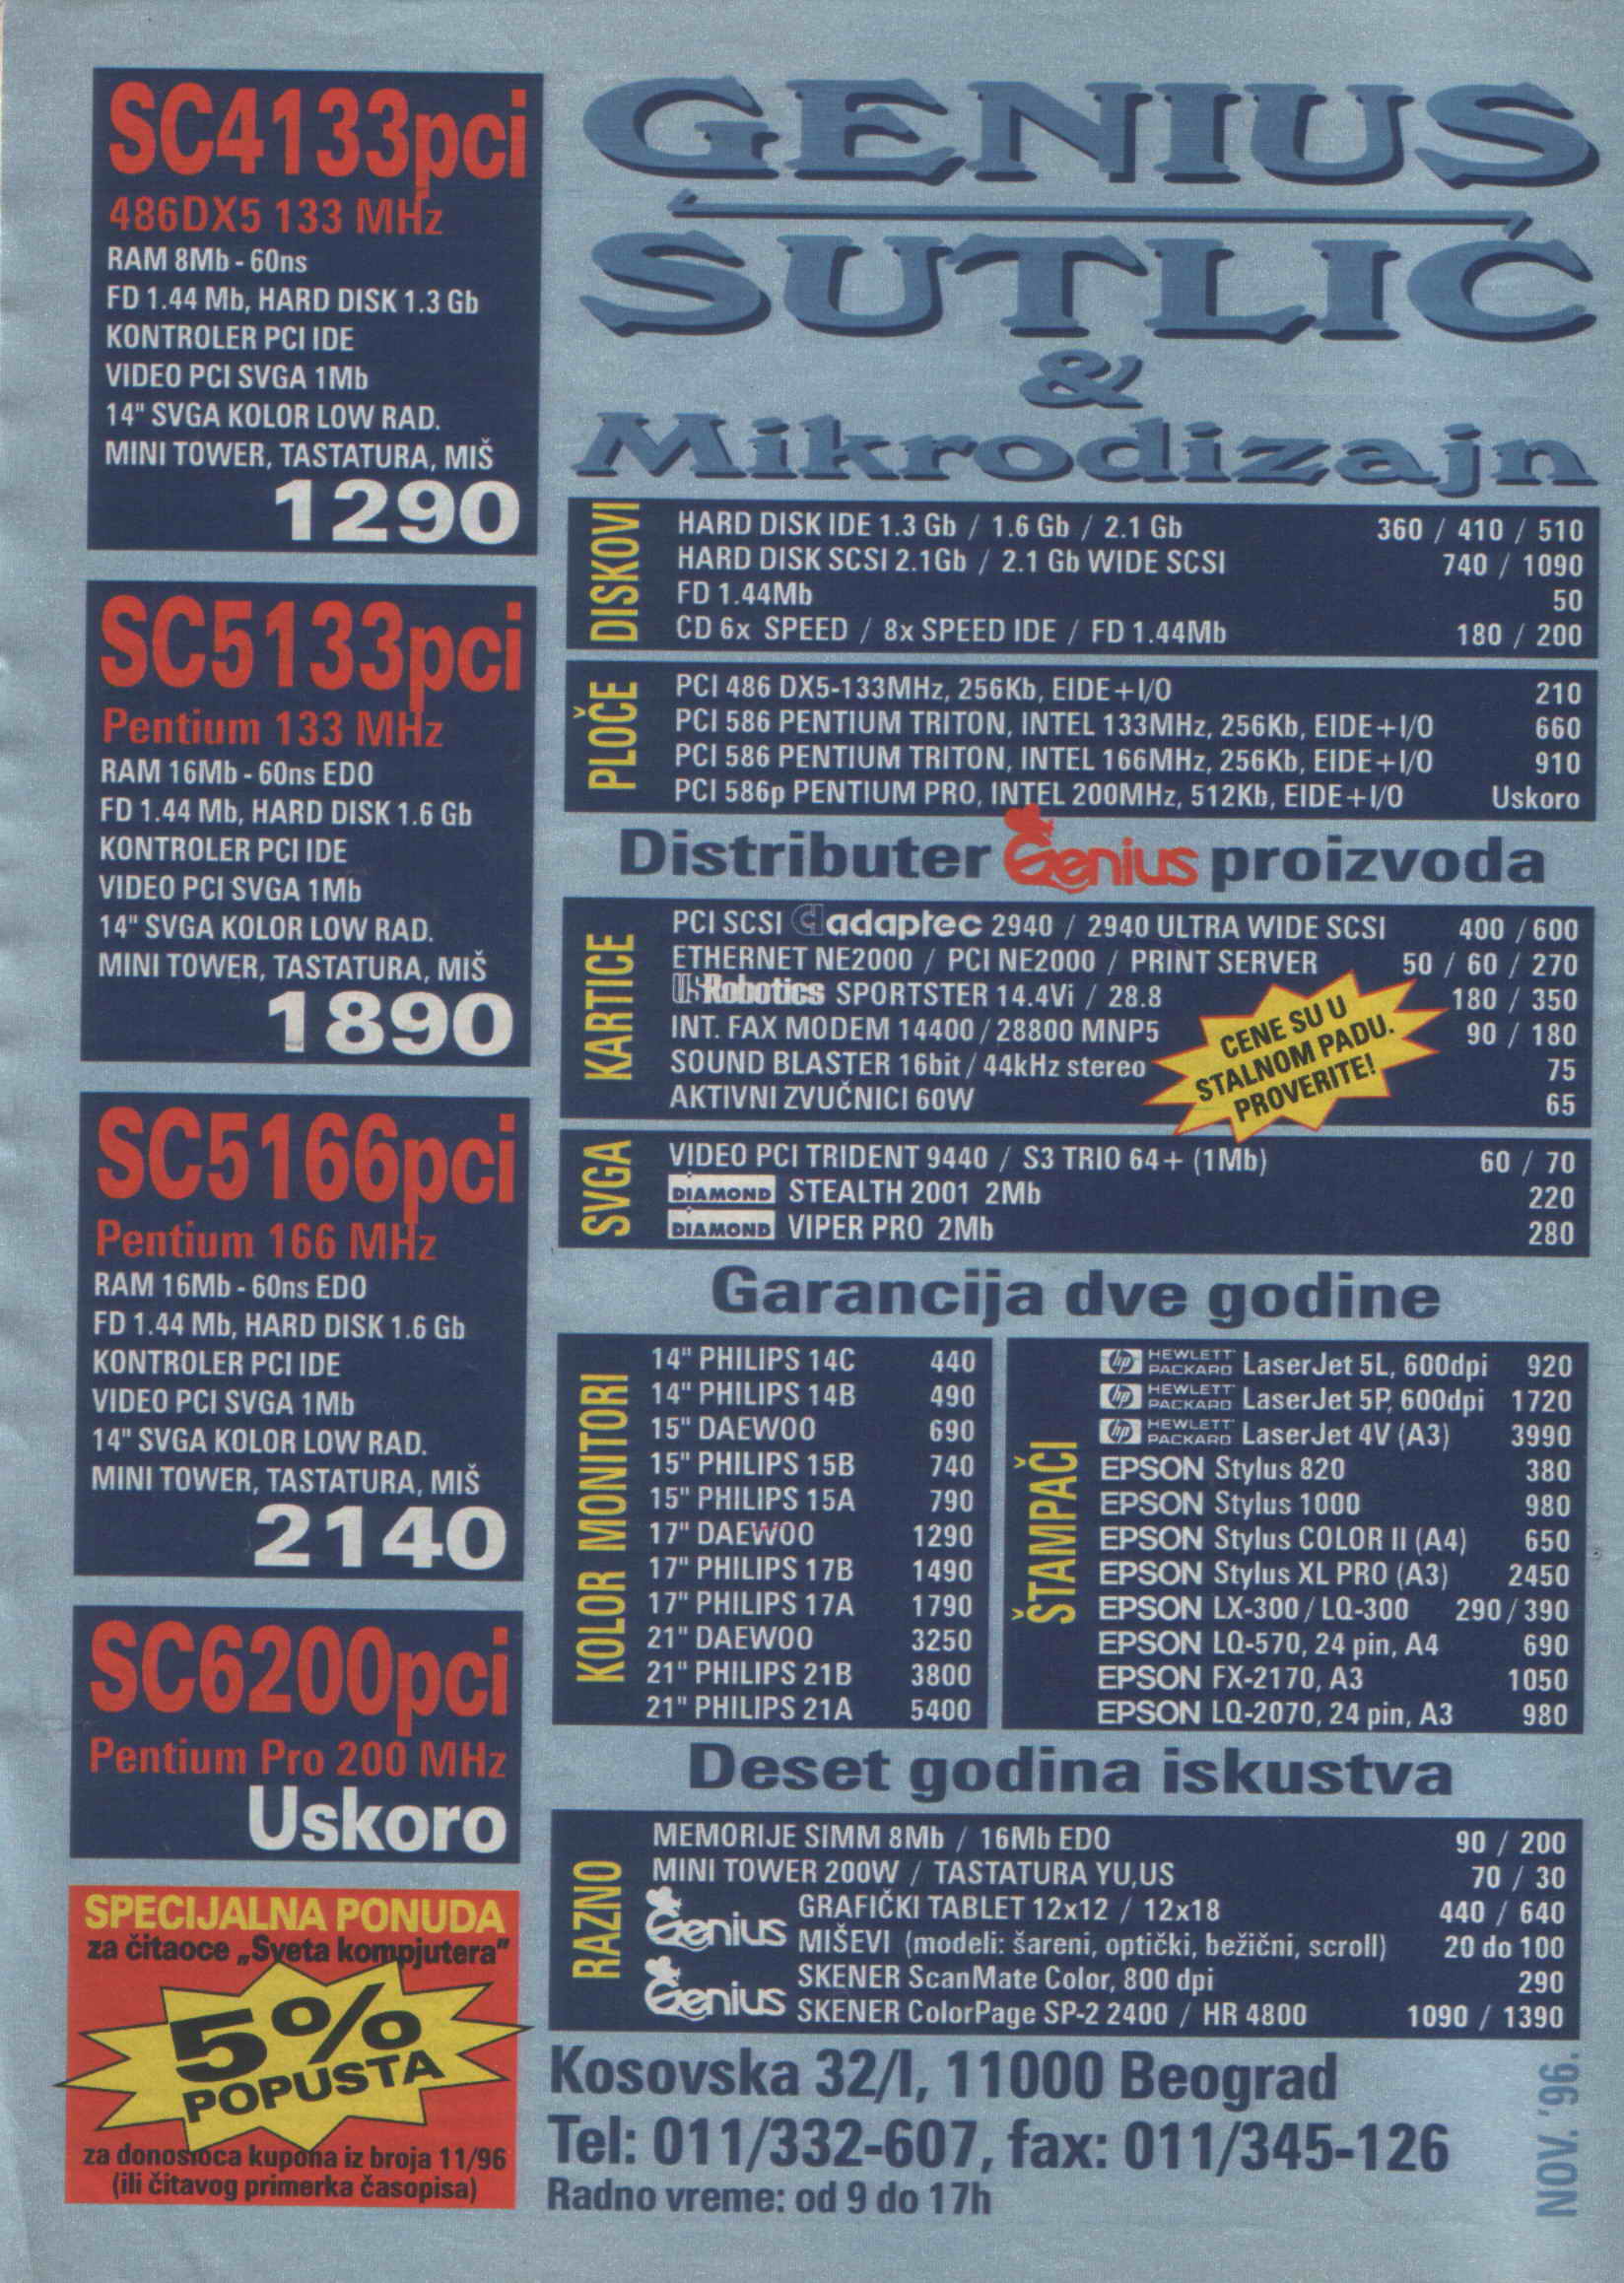 SC4133pci
486DX5 133 MHz
RAM 8Mb - 60ns
FD 1.44 Mb, HARD DISK 1.3 Gb
KONTROLER PCI IDE
VIDEO PCI SVGA 1Mb
14" SVGA KOLOR LOW RAD.
MINI TOWER, TASTATURA, MIŠ
1290
SC5133pci
Pentium 133 MHz
RAM 16Mb - 60ns EDO
FD 1.44 Mb, HARD DISK 1.6 Gb
KONTROLER PCI IDE
VIDEO PCI SVGA 1Mb
14" SVGA KOLOR LOW RAD.
MINI TOWER, TASTATURA, MIŠ
1890
SC5166pci
Pentium 166 MHz
RAM 16Mb - 60ns EDO
FD 1.44 Mb, HARD DISK 1.6 Gb
KONTROLER PCI IDE
VIDEO PCI SVGA 1Mb
14" SVGA KOLOR LOW RAD.
MINI TOWER, TASTATURA, MIŠ
2140
SC6200pci
Pentium Pro 200 MHz
Uskoro
SPECIJALNA PONUDA
za čitaoce „Sveta kompjutera"
5%
POPUSTA
za donosioca kupona iz broja 11/96
(ili čitavog primerka časopisa)
GENIUS
SUTLIĆ
&
Mikrodizajn
DISKOVI
HARD DISK IDE 1.3 Gb / 1.6 Gb / 2.1 Gb 360 / 410 / 510
HARD DISK SCSI 2.1Gb / 2.1 Gb WIDE SCSI 740 / 1090
FD 1.44Mb 50
CD 6x SPEED / 8x SPEED IDE / FD 1.44Mb 180 / 200
PLOČE
PCI 486 DX5-133MHz, 256Kb, EIDE+I/O 210
PCI 586 PENTIUM TRITON, INTEL 133MHz, 256Kb, EIDE+I/O 660
PCI 586 PENTIUM TRITON, INTEL 166MHz, 256Kb, EIDE+I/O 910
PCI 586p PENTIUM PRO, INTEL 200MHz, 512Kb, EIDE+I/O Uskoro
Distributer Genius proizvoda
KARTICE
PCI SCSI adaptec 2940 / 2940 ULTRA WIDE SCSI 400 / 600
ETHERNET NE2000 / PCI NE2000 / PRINT SERVER 50 / 60 / 270
USRobotics SPORTSTER 14.4Vi / 28.8 180 / 350
INT. FAX MODEM 14400 / 28800 MNP5 90 / 180
SOUND BLASTER 16bit / 44kHz stereo 75
AKTIVNI ZVUČNICI 60W 65
CENE SU U
STALNOM PADU.
PROVERITE!
SVGA
VIDEO PCI TRIDENT 9440 / S3 TRIO 64+ (1Mb) 60 / 70
DIAMOND STEALTH 2001 2Mb 220
DIAMOND VIPER PRO 2Mb 280
Garancija dve godine
KOLOR MONITORI
14" PHILIPS 14C 440
14" PHILIPS 14B 490
15" DAEWOO 690
15" PHILIPS 15B 740
15" PHILIPS 15A 790
17" DAEWOO 1290
17" PHILIPS 17B 1490
17" PHILIPS 17A 1790
21" DAEWOO 3250
21" PHILIPS 21B 3800
21" PHILIPS 21A 5400
ŠTAMPAČI
hp HEWLETT PACKARD LaserJet 5L, 600dpi 920
hp HEWLETT PACKARD LaserJet 5P, 600dpi 1720
hp HEWLETT PACKARD LaserJet 4V (A3) 3990
EPSON Stylus 820 380
EPSON Stylus 1000 980
EPSON Stylus COLOR II (A4) 650
EPSON Stylus XL PRO (A3) 2450
EPSON LX-300 / LQ-300 290 / 390
EPSON LQ-570, 24 pin, A4 690
EPSON FX-2170, A3 1050
EPSON LQ-2070, 24 pin, A3 980
Deset godina iskustva
RAZNO
MEMORIJE SIMM 8Mb / 16Mb EDO 90 / 200
MINI TOWER 200W / TASTATURA YU,US 70 / 30
Genius GRAFIČKI TABLET 12x12 / 12x18 440 / 640
MIŠEVI (modeli: šareni, optički, bežični, scroll) 20 do 100
Genius SKENER ScanMate Color, 800 dpi 290
SKENER ColorPage SP-2 2400 / HR 4800 1090 / 1390
Kosovska 32/I, 11000 Beograd
Tel: 011/332-607, fax: 011/345-126
Radno vreme: od 9 do 17h
NOV. '96.